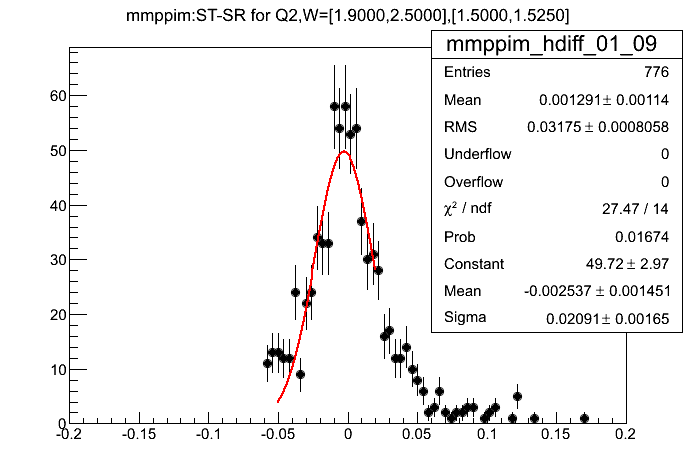 mmppim:ST-SR for Q2,W=[1.9000,2.5000],[1.5000,1.5250]
mmppim_hdiff_01_09
Entries 776
Mean 0.001291 ± 0.00114
RMS 0.03175 ± 0.0008058
Underflow 0
Overflow 0
χ² / ndf 27.47 / 14
Prob 0.01674
Constant 49.72 ± 2.97
Mean -0.002537 ± 0.001451
Sigma 0.02091 ± 0.00165
60
50
40
30
20
10
0
-0.2 -0.15 -0.1 -0.05 0 0.05 0.1 0.15 0.2